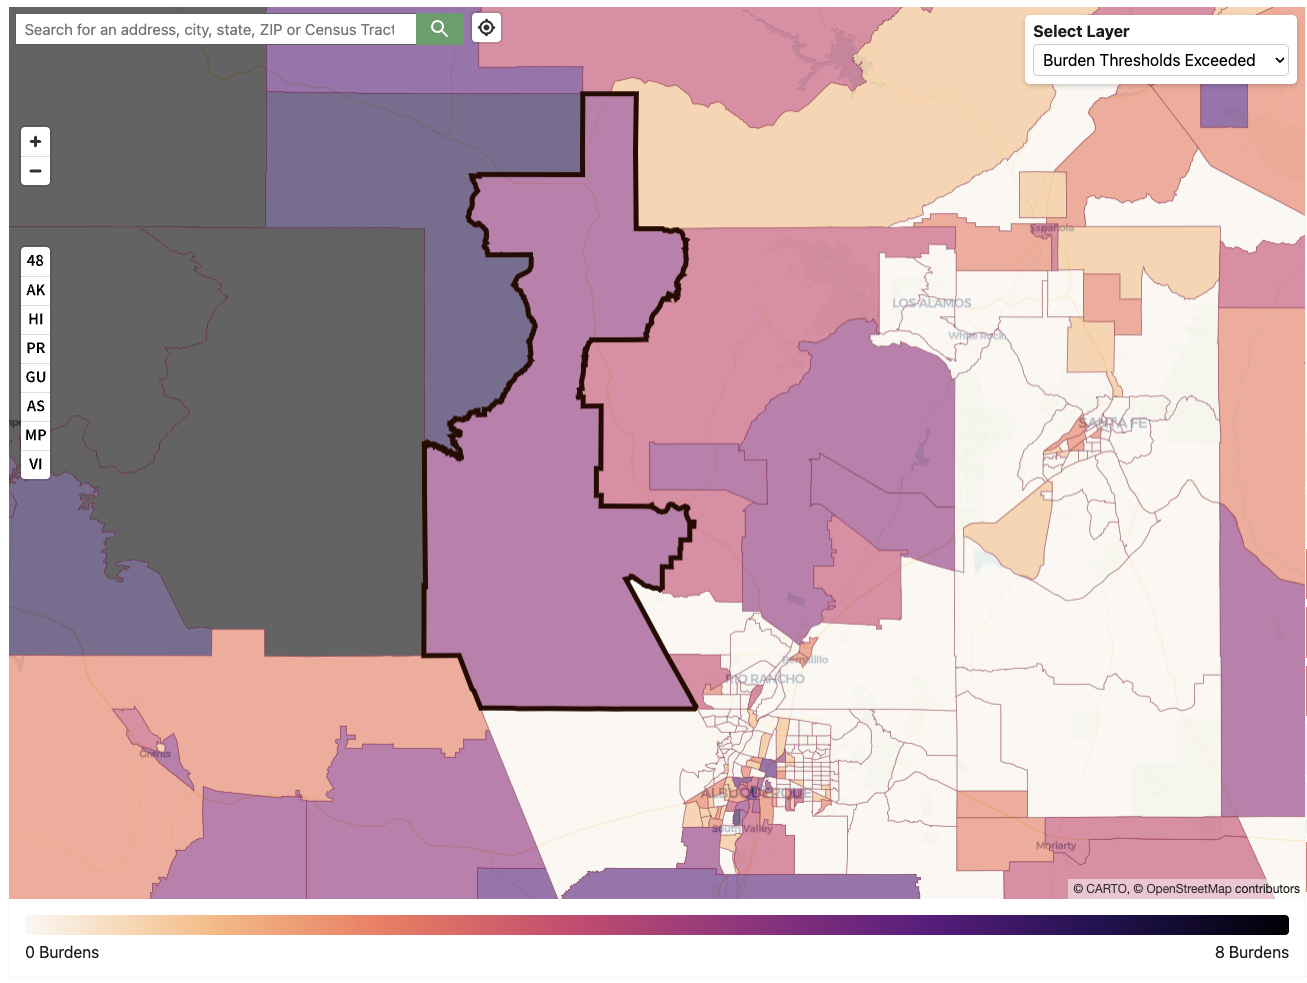 Search for an address, city, state, ZIP or Census Tract
Select Layer
Burden Thresholds Exceeded
+
−
48
AK
HI
PR
GU
AS
MP
VI
Española
LOS ALAMOS
White Rock
SANTA FE
Bernalillo
RIO RANCHO
Grants
ALBUQUERQUE
South Valley
Moriarty
© CARTO, © OpenStreetMap contributors
0 Burdens
8 Burdens